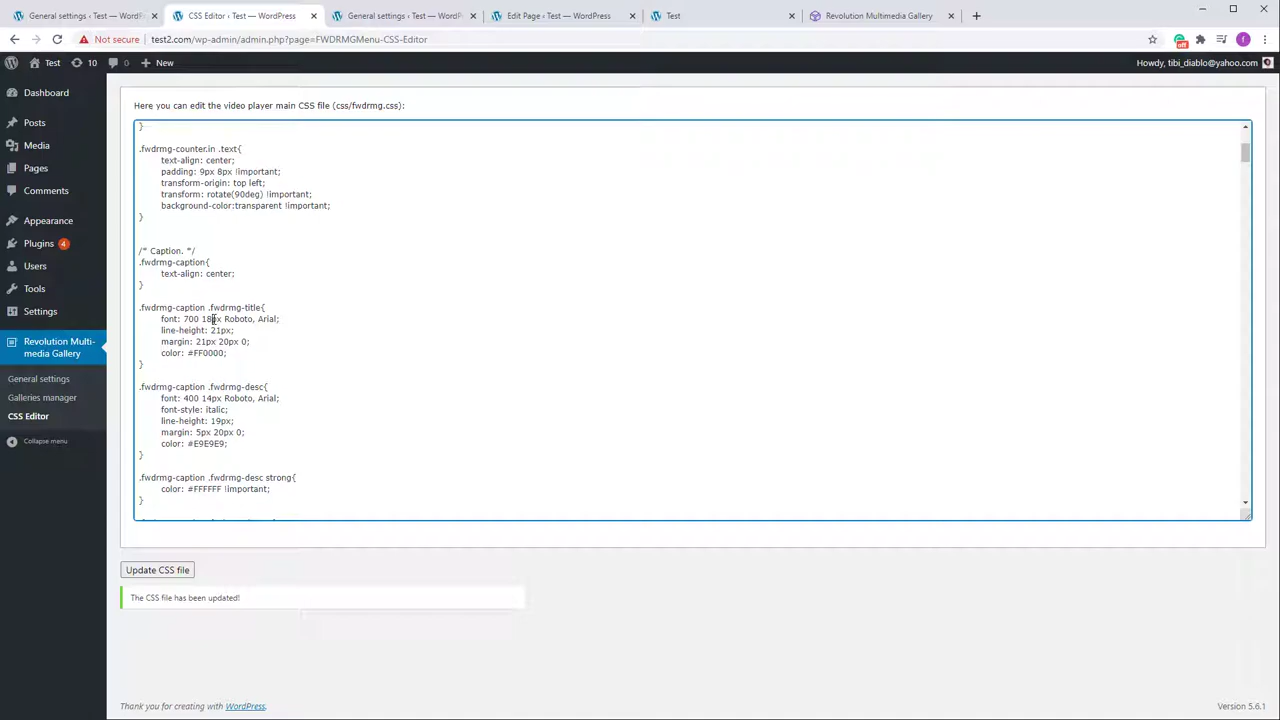 General settings ‹ Test — WordPress
CSS Editor ‹ Test — WordPress
General settings ‹ Test — WordP
Edit Page ‹ Test — WordPress
Test
Revolution Multimedia Gallery
Not secure
test2.com/wp-admin/admin.php?page=FWDRMGMenu-CSS-Editor
off
f
Test
10
0
New
Howdy, tibi_diablo@yahoo.com
Dashboard
Posts
Media
Pages
Comments
Appearance
Plugins 4
Users
Tools
Settings
Revolution Multi-
media Gallery
General settings
Galleries manager
CSS Editor
Collapse menu
Here you can edit the video player main CSS file (css/fwdrmg.css):
}
.fwdrmg-counter.in .text{
text-align: center;
padding: 9px 8px !important;
transform-origin: top left;
transform: rotate(90deg) !important;
background-color:transparent !important;
}
/* Caption. */
.fwdrmg-caption{
text-align: center;
}
.fwdrmg-caption .fwdrmg-title{
font: 700 18px Roboto, Arial;
line-height: 21px;
margin: 21px 20px 0;
color: #FF0000;
}
.fwdrmg-caption .fwdrmg-desc{
font: 400 14px Roboto, Arial;
font-style: italic;
line-height: 19px;
margin: 5px 20px 0;
color: #E9E9E9;
}
.fwdrmg-caption .fwdrmg-desc strong{
color: #FFFFFF !important;
}
Update CSS file
The CSS file has been updated!
Thank you for creating with WordPress.
Version 5.6.1